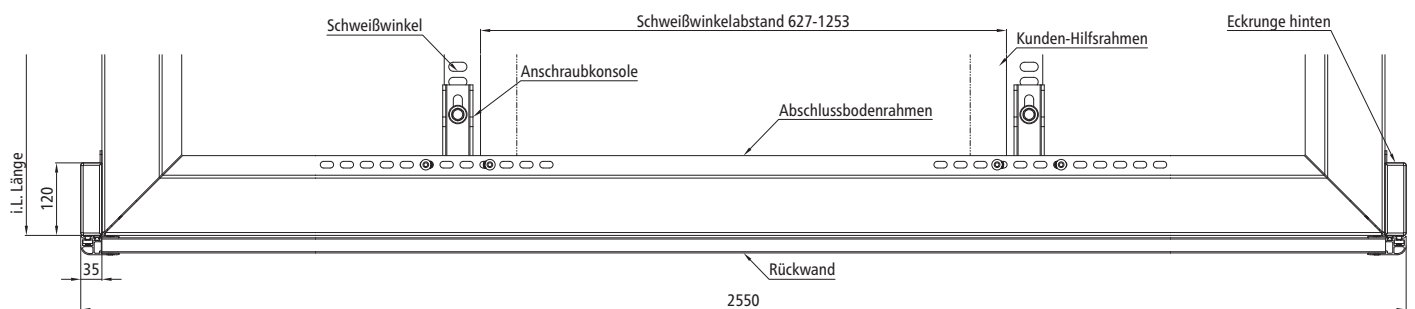 Schweißwinkel
Schweißwinkelabstand 627-1253
Eckrunge hinten
Kunden-Hilfsrahmen
Anschraubkonsole
Abschlussbodenrahmen
i.L. Länge
120
35
Rückwand
2550